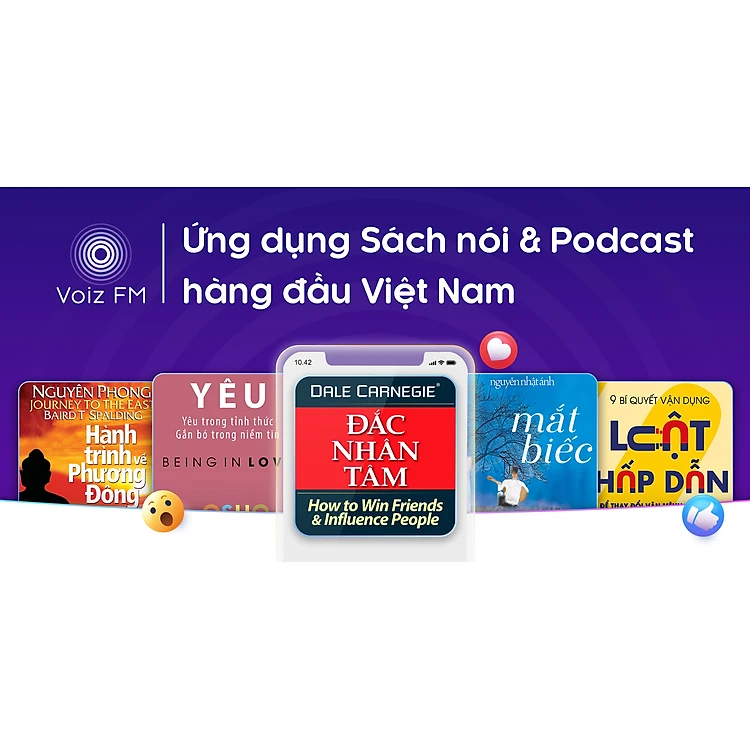 Voiz FM
Ứng dụng Sách nói & Podcast
hàng đầu Việt Nam
NGUYÊN PHONG
JOURNEY TO THE EAST
BAIRD T. SPALDING
Hành
trình về
Phương
Đông
YÊU
Yêu trong tỉnh thức
Gắn bó trong niềm tin
BEING IN LOV
OSHO
10.42
DALE CARNEGIE®
ĐẮC
NHÂN
TÂM
How to Win Friends
& Influence People
nguyễn nhật ánh
mắt
biếc
9 BÍ QUYẾT VẬN DỤNG
LUẬT
HẤP DẪN